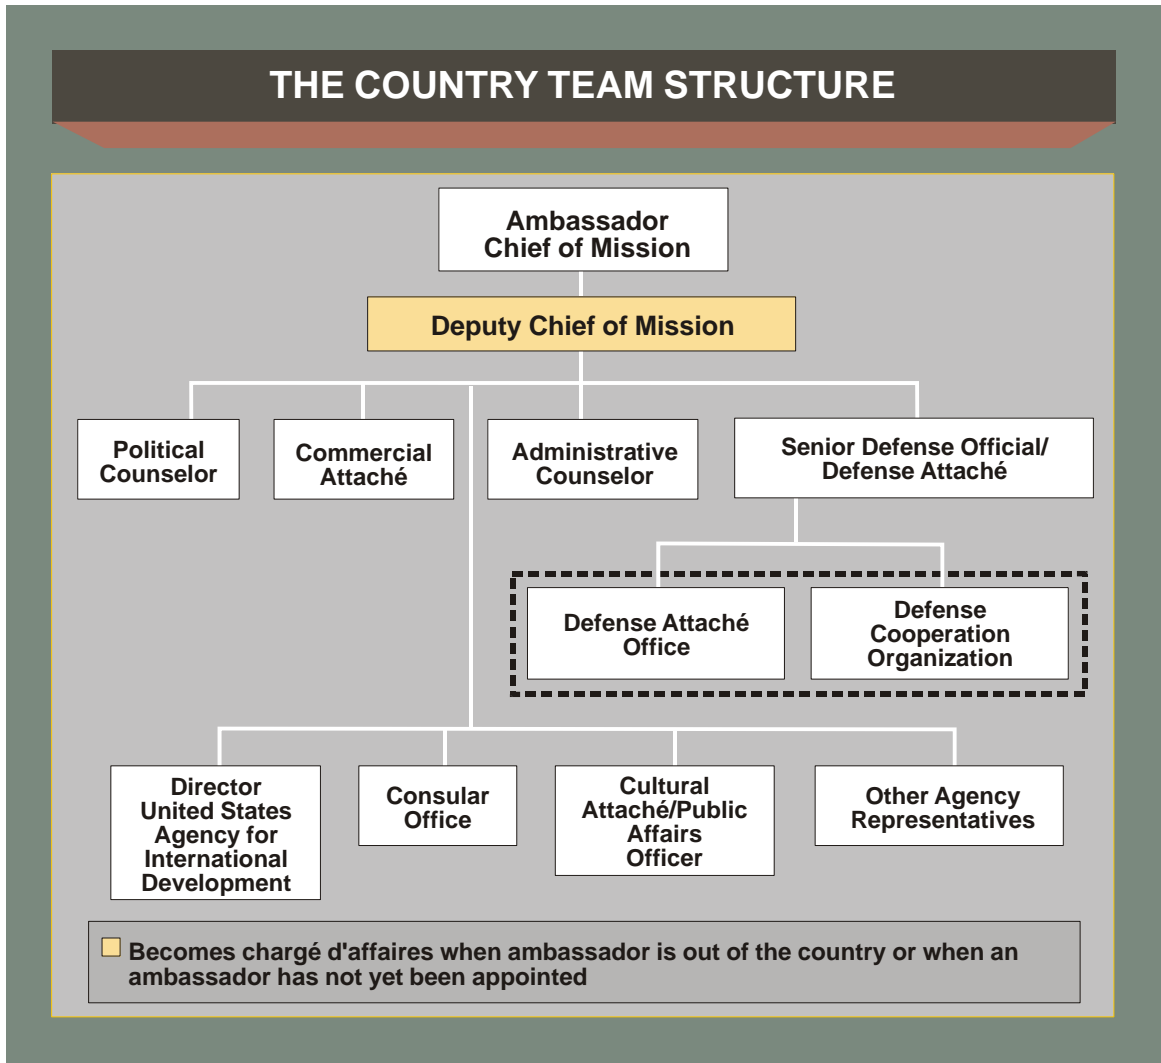 THE COUNTRY TEAM STRUCTURE
Ambassador
Chief of Mission
Deputy Chief of Mission
Political
Counselor
Commercial
Attaché
Administrative
Counselor
Senior Defense Official/
Defense Attaché
Defense Attaché
Office
Defense
Cooperation
Organization
Director
United States
Agency for
International
Development
Consular
Office
Cultural
Attaché/Public
Affairs
Officer
Other Agency
Representatives
Becomes chargé d'affaires when ambassador is out of the country or when an
ambassador has not yet been appointed